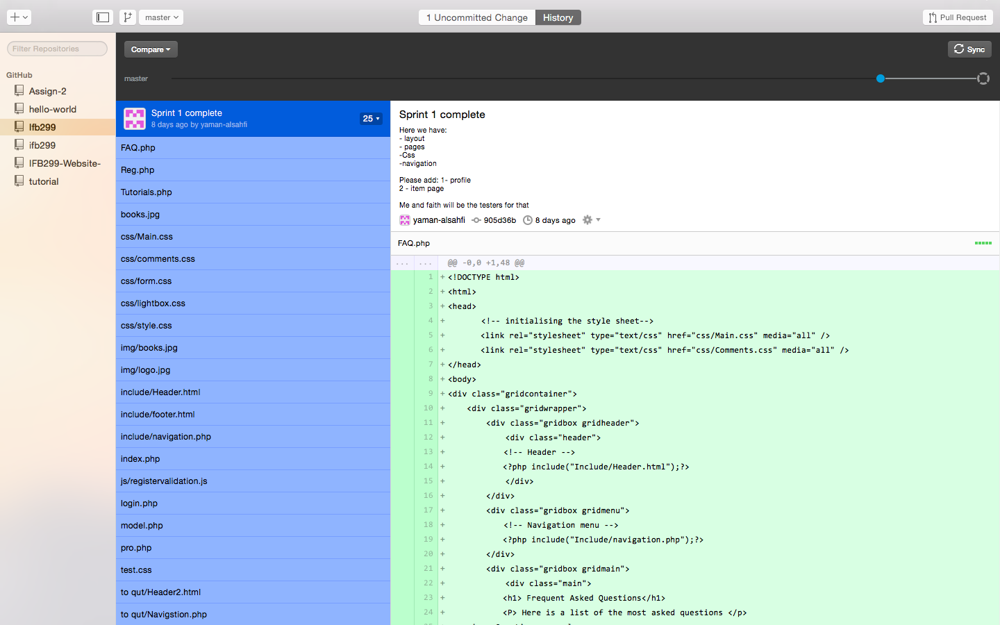 master
1 Uncommitted Change
History
Pull Request
Filter Repositories
GitHub
Assign-2
hello-world
Ifb299
ifb299
IFB299-Website-
tutorial
Compare
Sync
master
Sprint 1 complete
8 days ago by yaman-alsahfi
25
FAQ.php
Reg.php
Tutorials.php
books.jpg
css/Main.css
css/comments.css
css/form.css
css/lightbox.css
css/style.css
img/books.jpg
img/logo.jpg
include/Header.html
include/footer.html
include/navigation.php
index.php
js/registervalidation.js
login.php
model.php
pro.php
test.css
to qut/Header2.html
to qut/Navigstion.php
Sprint 1 complete
Here we have:
- layout
- pages
-Css
-navigation
Please add: 1- profile
2 - item page
Me and faith will be the testers for that
yaman-alsahfi 905d36b 8 days ago
FAQ.php
... ... @@ -0,0 +1,48 @@
1 + <!DOCTYPE html>
2 + <html>
3 + <head>
4 + <!-- initialising the style sheet-->
5 + <link rel="stylesheet" type="text/css" href="css/Main.css" media="all" />
6 + <link rel="stylesheet" type="text/css" href="css/Comments.css" media="all" />
7 + </head>
8 + <body>
9 + <div class="gridcontainer">
10 + <div class="gridwrapper">
11 + <div class="gridbox gridheader">
12 + <div class="header">
13 + <!-- Header -->
14 + <?php include("Include/Header.html");?>
15 + </div>
16 + </div>
17 + <div class="gridbox gridmenu">
18 + <!-- Navigation menu -->
19 + <?php include("Include/navigation.php");?>
20 + </div>
21 + <div class="gridbox gridmain">
22 + <div class="main">
23 + <h1> Frequent Asked Questions</h1>
24 + <P> Here is a list of the most asked questions </p>